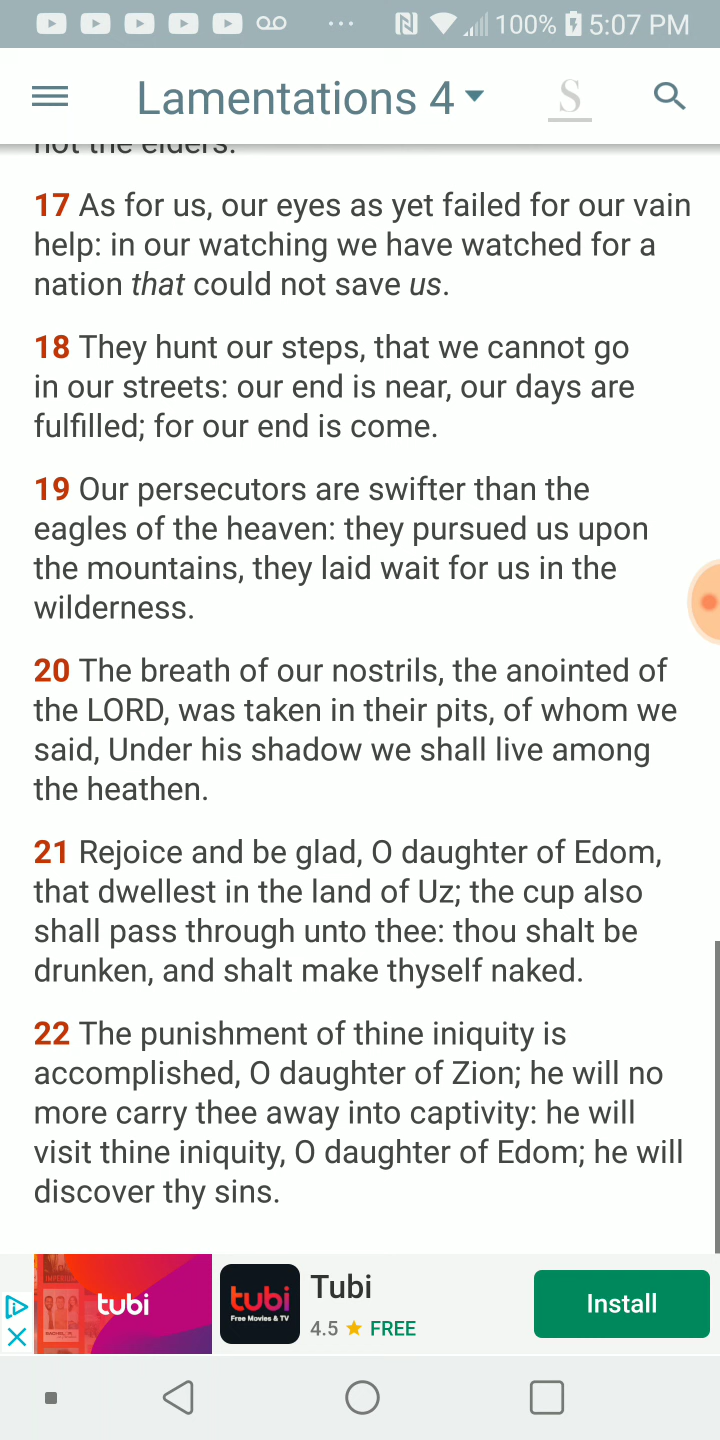 100% 5:07 PM
Lamentations 4 S
not the elders.
17 As for us, our eyes as yet failed for our vain
help: in our watching we have watched for a
nation that could not save us.
18 They hunt our steps, that we cannot go
in our streets: our end is near, our days are
fulfilled; for our end is come.
19 Our persecutors are swifter than the
eagles of the heaven: they pursued us upon
the mountains, they laid wait for us in the
wilderness.
20 The breath of our nostrils, the anointed of
the LORD, was taken in their pits, of whom we
said, Under his shadow we shall live among
the heathen.
21 Rejoice and be glad, O daughter of Edom,
that dwellest in the land of Uz; the cup also
shall pass through unto thee: thou shalt be
drunken, and shalt make thyself naked.
22 The punishment of thine iniquity is
accomplished, O daughter of Zion; he will no
more carry thee away into captivity: he will
visit thine iniquity, O daughter of Edom; he will
discover thy sins.
tubi
tubi
Free Movies & TV
Tubi
4.5 ★ FREE
Install